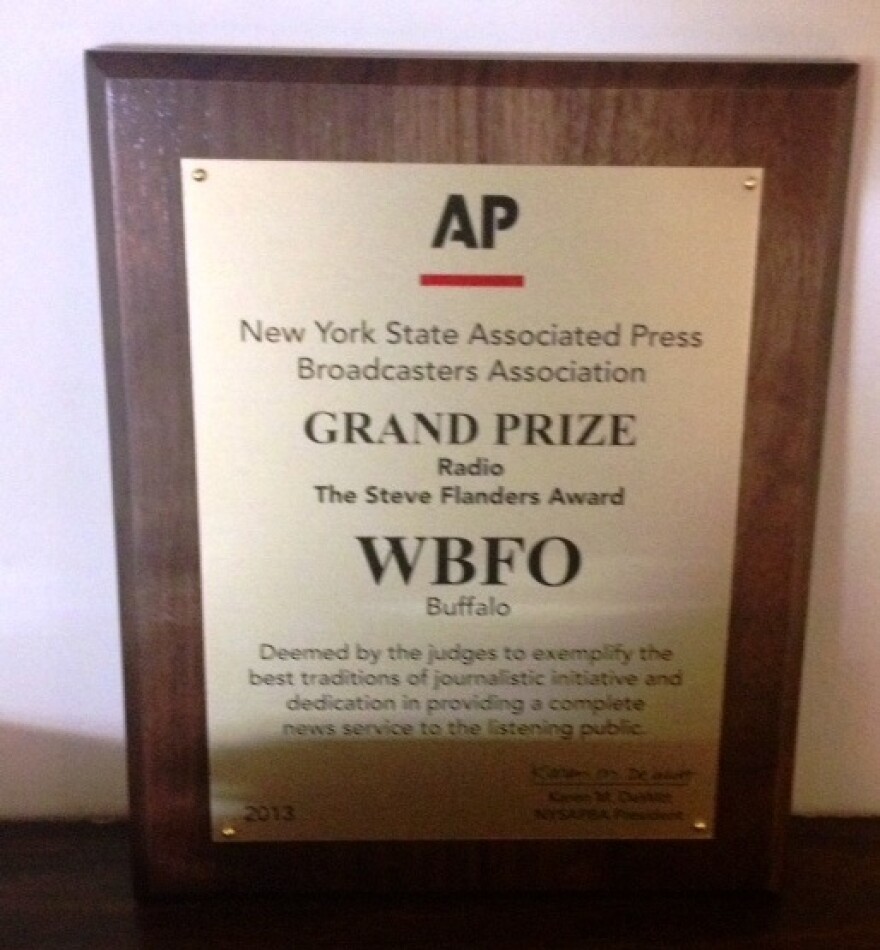 AP
New York State Associated Press
Broadcasters Association
GRAND PRIZE
Radio
The Steve Flanders Award
WBFO
Buffalo
Deemed by the judges to exemplify the
best traditions of journalistic initiative and
dedication in providing a complete
news service to the listening public.
Karen M. DeWitt
Karen M. DeWitt
2013
NYSAPBA President